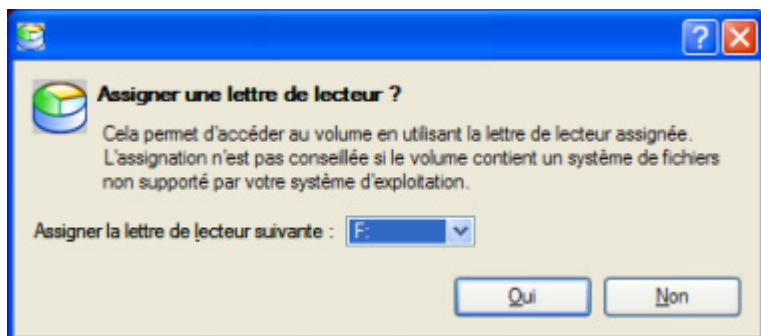 Assigner une lettre de lecteur ?
Cela permet d'accéder au volume en utilisant la lettre de lecteur assignée.
L'assignation n'est pas conseillée si le volume contient un système de fichiers
non supporté par votre système d'exploitation.
Assigner la lettre de lecteur suivante : F:
Oui Non